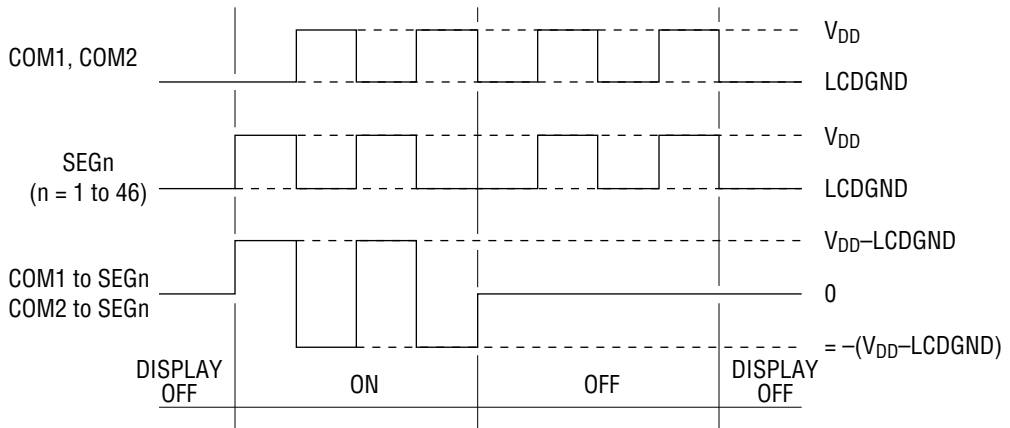 COM1, COM2
V_DD
LCDGND
SEGn
(n = 1 to 46)
V_DD
LCDGND
COM1 to SEGn
COM2 to SEGn
V_DD–LCDGND
0
= –(V_DD–LCDGND)
DISPLAY
OFF
ON
OFF
DISPLAY
OFF